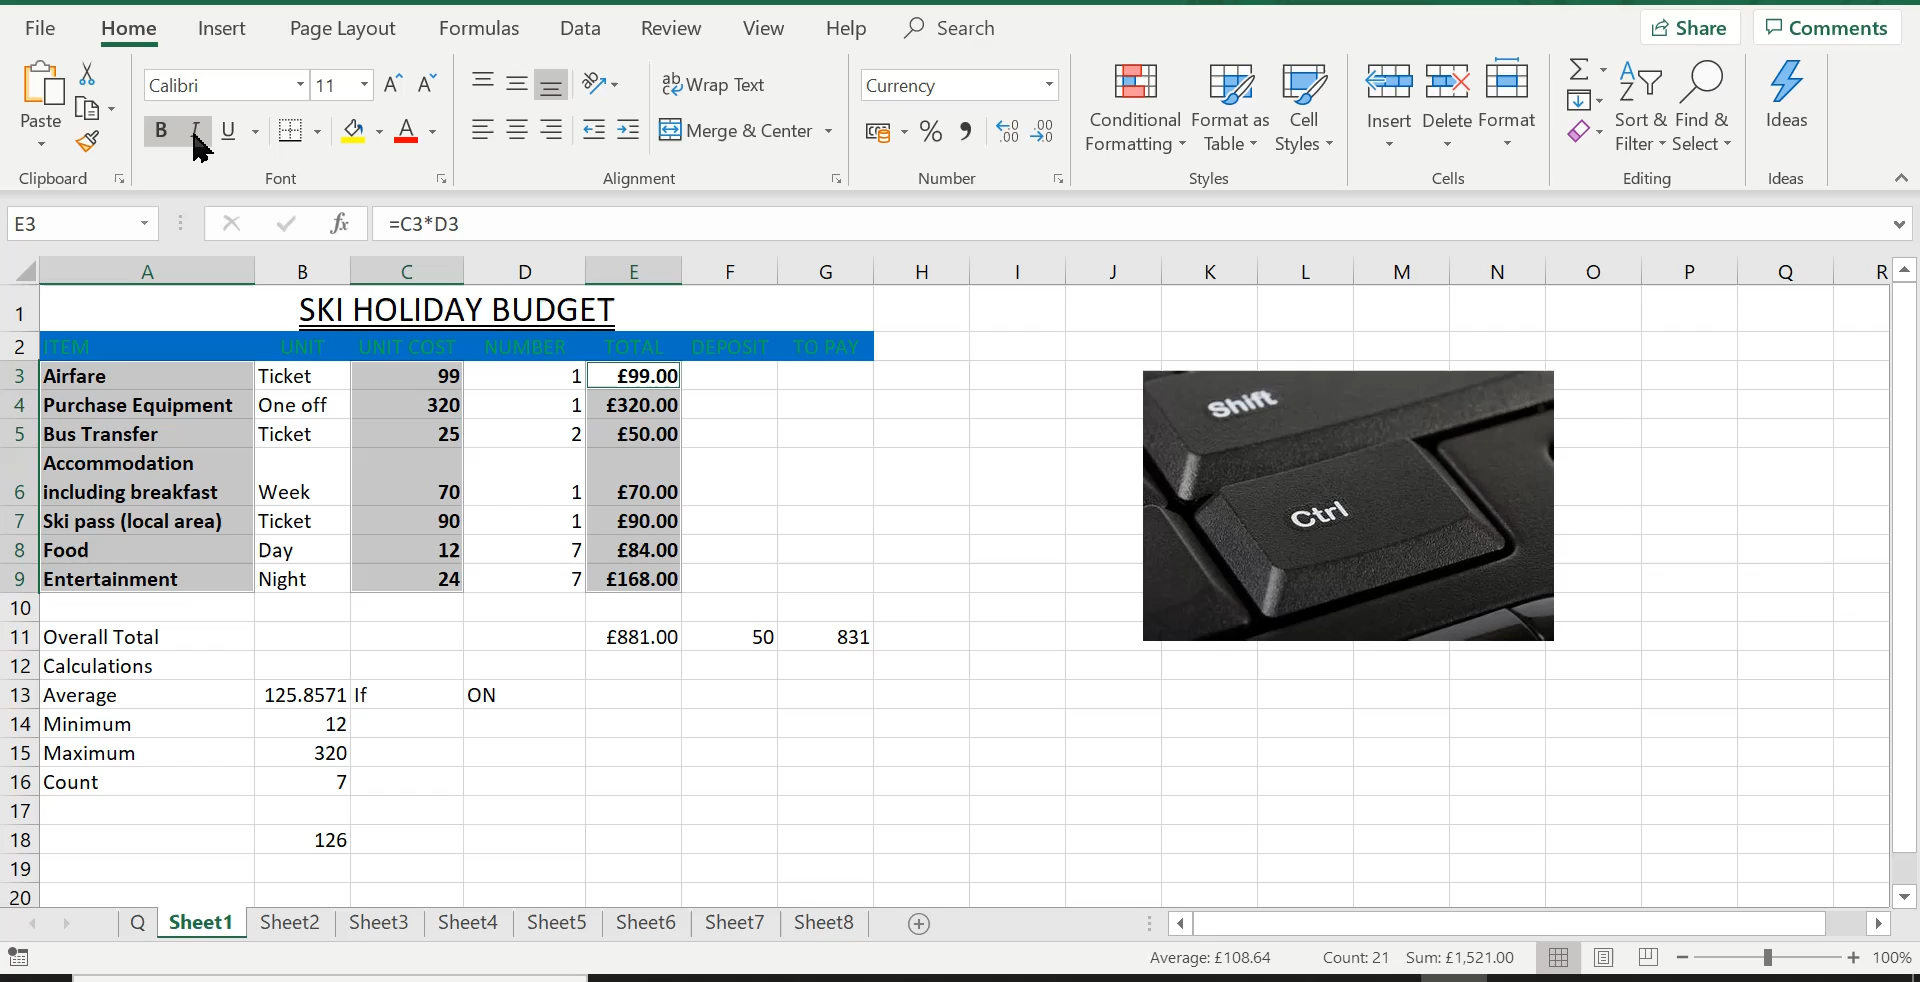 File Home Insert Page Layout Formulas Data Review View Help Search Share Comments
Paste Calibri 11 Wrap Text Merge & Center Currency Conditional Formatting Format as Table Cell Styles Insert Delete Format Sort & Filter Find & Select Ideas
Clipboard Font Alignment Number Styles Cells Editing Ideas
E3 fx =C3*D3
A B C D E F G H I J K L M N O P Q R
1 SKI HOLIDAY BUDGET
2 ITEM UNIT UNIT COST NUMBER TOTAL DEPOSIT TO PAY
3 Airfare Ticket 99 1 £99.00
4 Purchase Equipment One off 320 1 £320.00
5 Bus Transfer Ticket 25 2 £50.00
Accommodation
6 including breakfast Week 70 1 £70.00
7 Ski pass (local area) Ticket 90 1 £90.00
8 Food Day 12 7 £84.00
9 Entertainment Night 24 7 £168.00
10
11 Overall Total £881.00 50 831
12 Calculations
13 Average 125.8571 If ON
14 Minimum 12
15 Maximum 320
16 Count 7
17
18 126
19
20
Shift
Ctrl
Q Sheet1 Sheet2 Sheet3 Sheet4 Sheet5 Sheet6 Sheet7 Sheet8
Average: £108.64 Count: 21 Sum: £1,521.00 100%